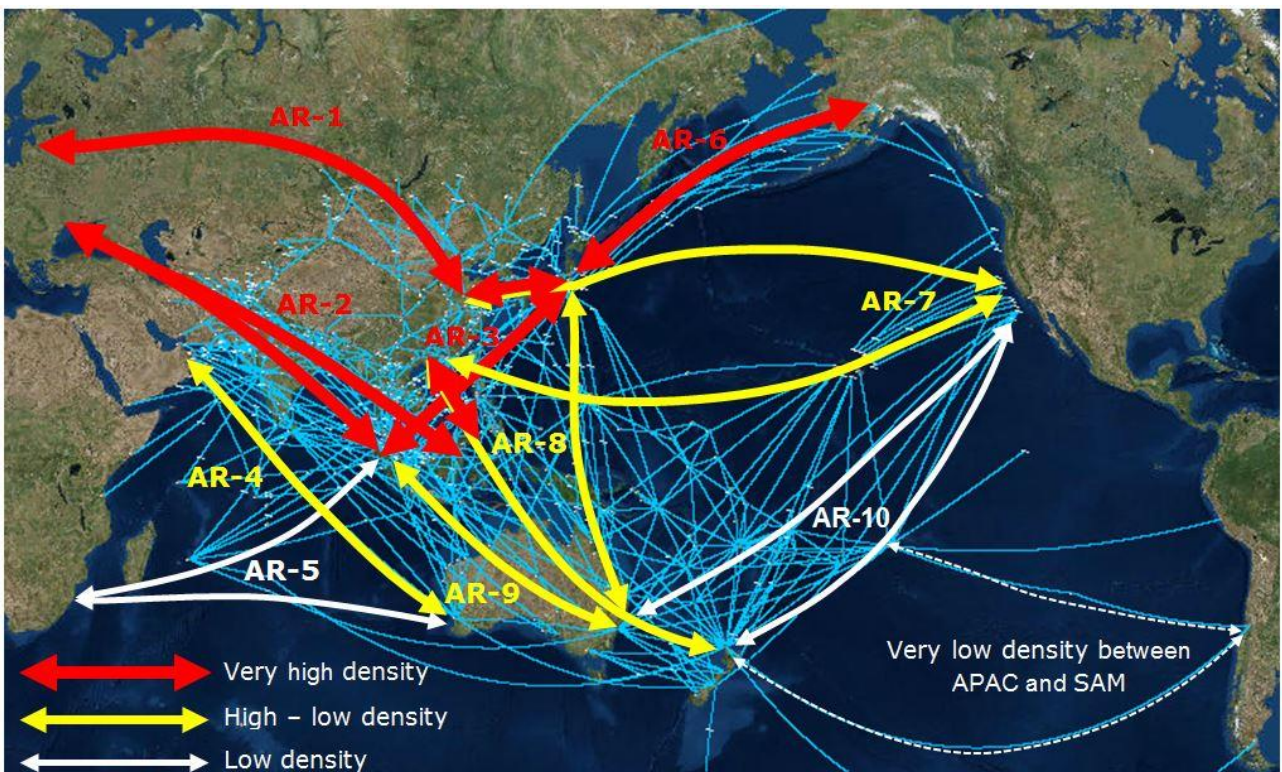 AR-1
AR-6
AR-2
AR-7
AR-3
AR-8
AR-4
AR-10
AR-5
AR-9
Very low density between
APAC and SAM
Very high density
High – low density
Low density